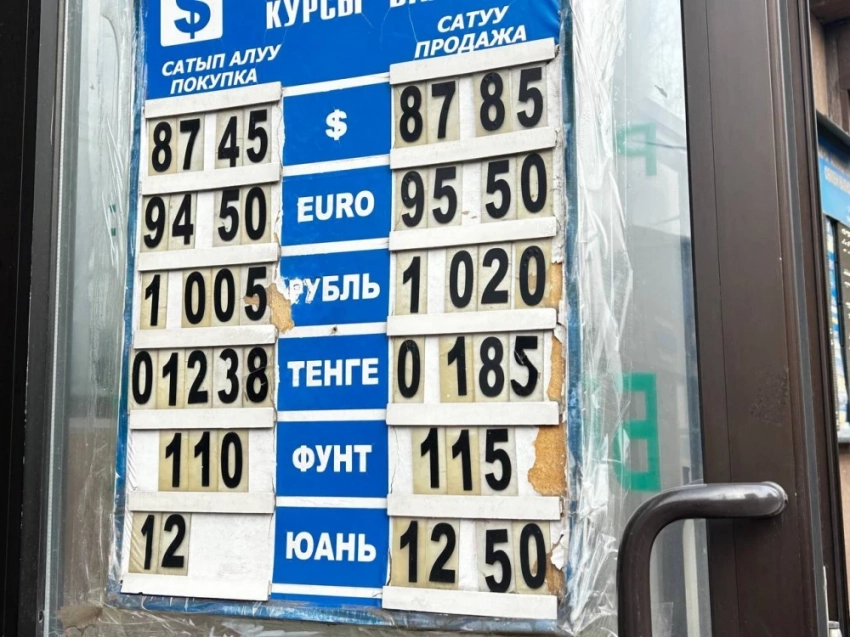 $
КУРСЫ
САТЫП АЛУУ
ПОКУПКА
САТУУ
ПРОДАЖА
87 45 $ 87 85
94 50 EURO 95 50
1 005 РУБЛЬ 1 020
0 1238 ТЕНГЕ 0 185
110 ФУНТ 115
12 ЮАНЬ 12 50